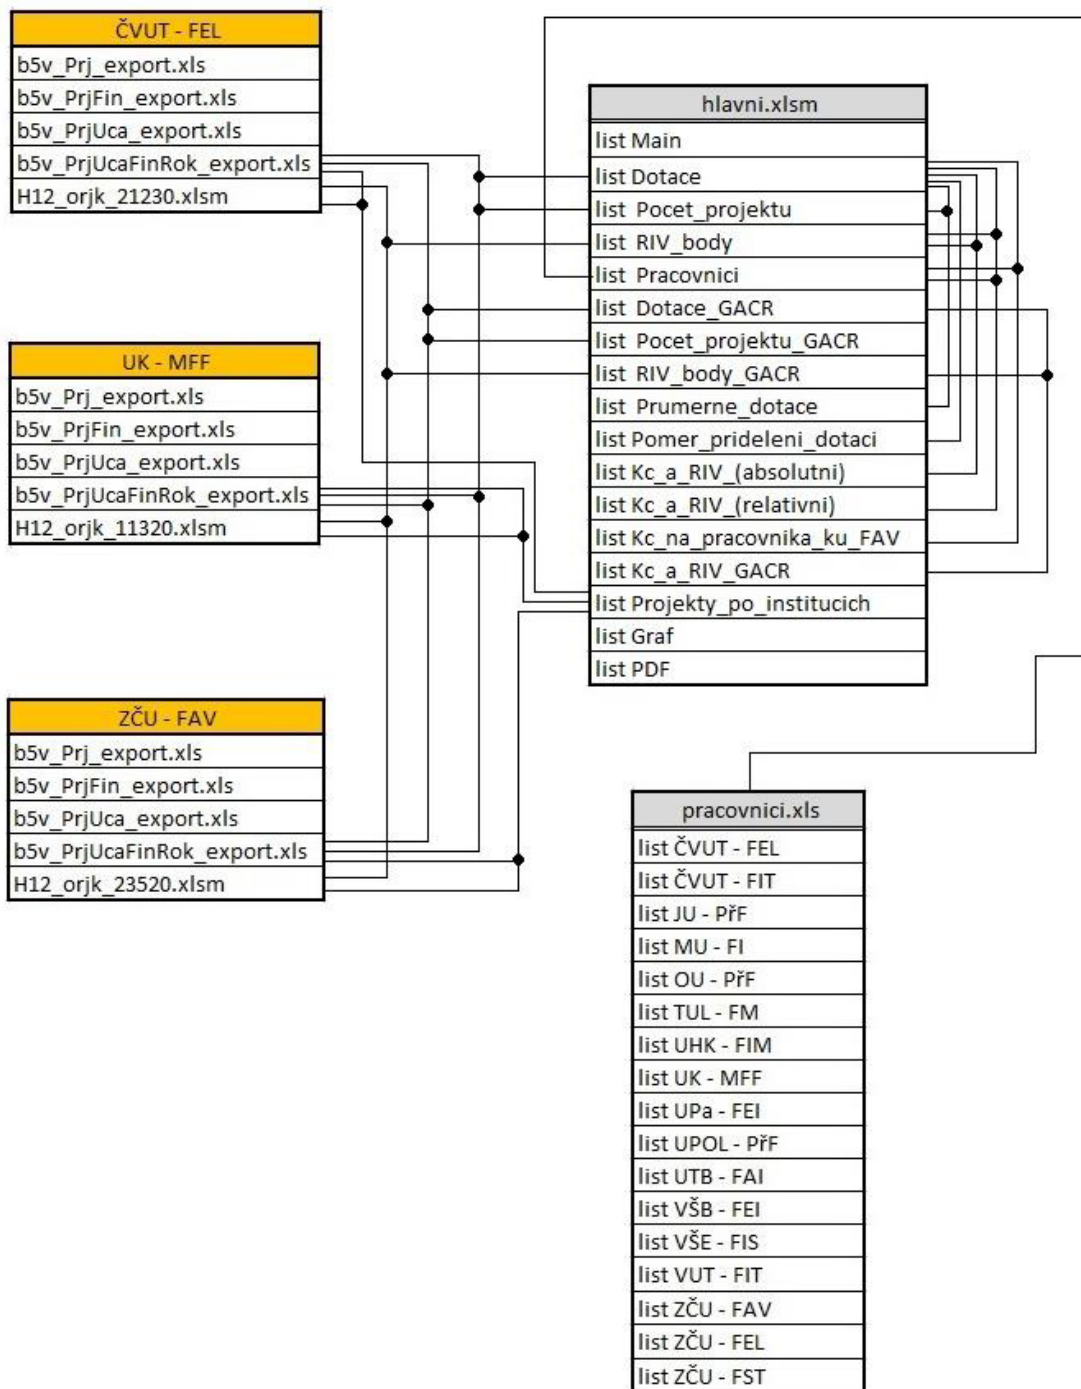 ČVUT - FEL
b5v_Prj_export.xls
b5v_PrjFin_export.xls
b5v_PrjUca_export.xls
b5v_PrjUcaFinRok_export.xls
H12_orjk_21230.xlsm
UK - MFF
b5v_Prj_export.xls
b5v_PrjFin_export.xls
b5v_PrjUca_export.xls
b5v_PrjUcaFinRok_export.xls
H12_orjk_11320.xlsm
ZČU - FAV
b5v_Prj_export.xls
b5v_PrjFin_export.xls
b5v_PrjUca_export.xls
b5v_PrjUcaFinRok_export.xls
H12_orjk_23520.xlsm
hlavni.xlsm
list Main
list Dotace
list Pocet_projektu
list RIV_body
list Pracovnici
list Dotace_GACR
list Pocet_projektu_GACR
list RIV_body_GACR
list Prumerne_dotace
list Pomer_prideleni_dotaci
list Kc_a_RIV_(absolutni)
list Kc_a_RIV_(relativni)
list Kc_na_pracovnika_ku_FAV
list Kc_a_RIV_GACR
list Projekty_po_institucich
list Graf
list PDF
pracovnici.xls
list ČVUT - FEL
list ČVUT - FIT
list JU - PřF
list MU - FI
list OU - PřF
list TUL - FM
list UHK - FIM
list UK - MFF
list UPa - FEI
list UPOL - PřF
list UTB - FAI
list VŠB - FEI
list VŠE - FIS
list VUT - FIT
list ZČU - FAV
list ZČU - FEL
list ZČU - FST